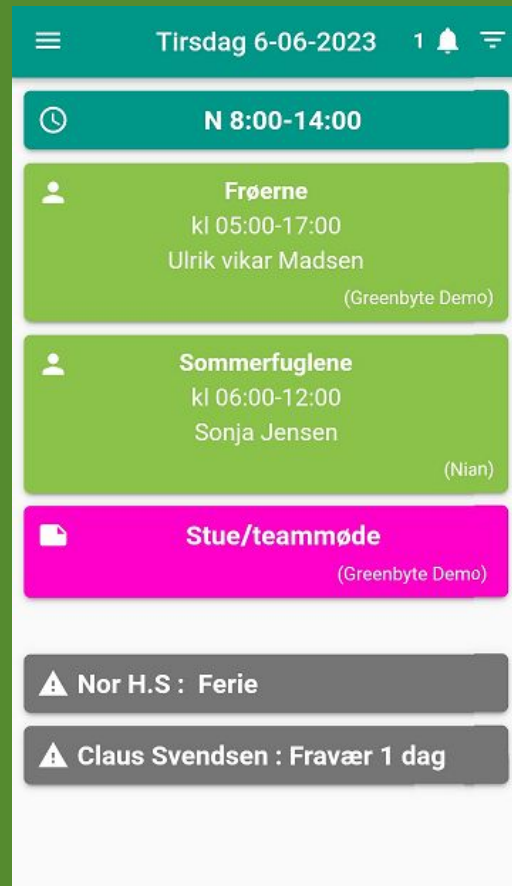 Tirsdag 6-06-2023 1
N 8:00-14:00
Frøerne
kl 05:00-17:00
Ulrik vikar Madsen
(Greenbyte Demo)
Sommerfuglene
kl 06:00-12:00
Sonja Jensen
(Nian)
Stue/teammøde
(Greenbyte Demo)
Nor H.S : Ferie
Claus Svendsen : Fravær 1 dag